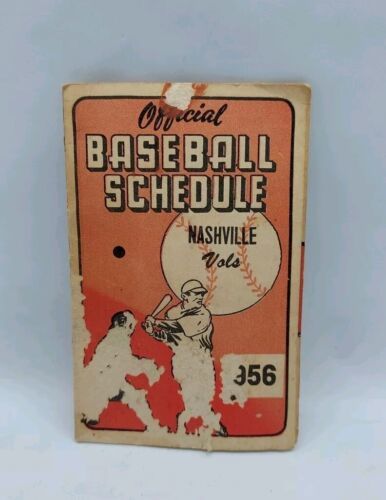 Official
BASEBALL
SCHEDULE
NASHVILLE
Vols
956